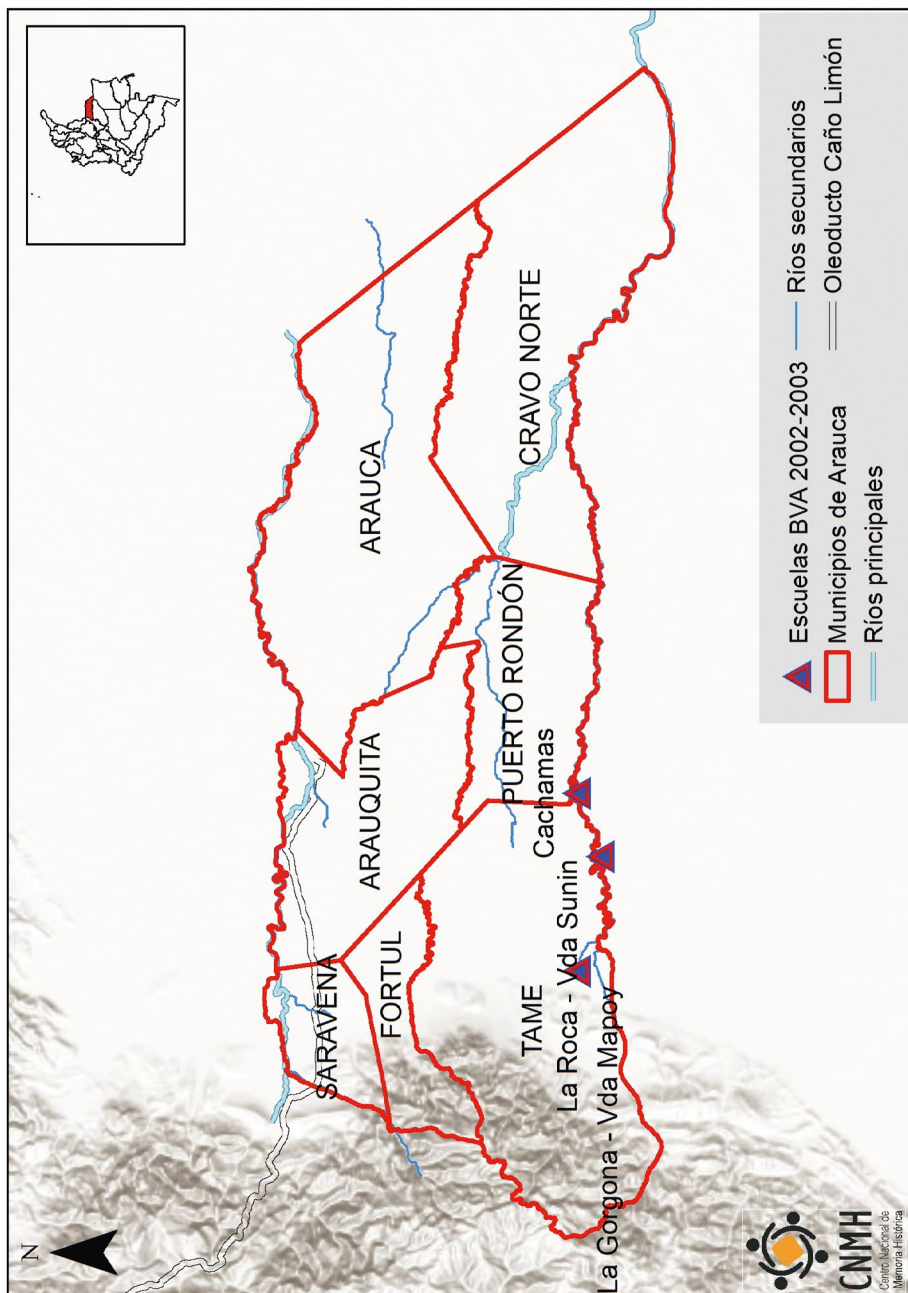 N
SARAVENA
FORTUL
ARAUQUITA
ARAUCA
TAME
La Roca - Vda Sunin
La Gorgona - Vda Mapoy
PUERTO RONDÓN
Cachamas
CRAVO NORTE
Escuelas BVA 2002-2003
Municipios de Arauca
Ríos principales
Ríos secundarios
Oleoducto Caño Limón
CNMH
Centro Nacional de
Memoria Histórica